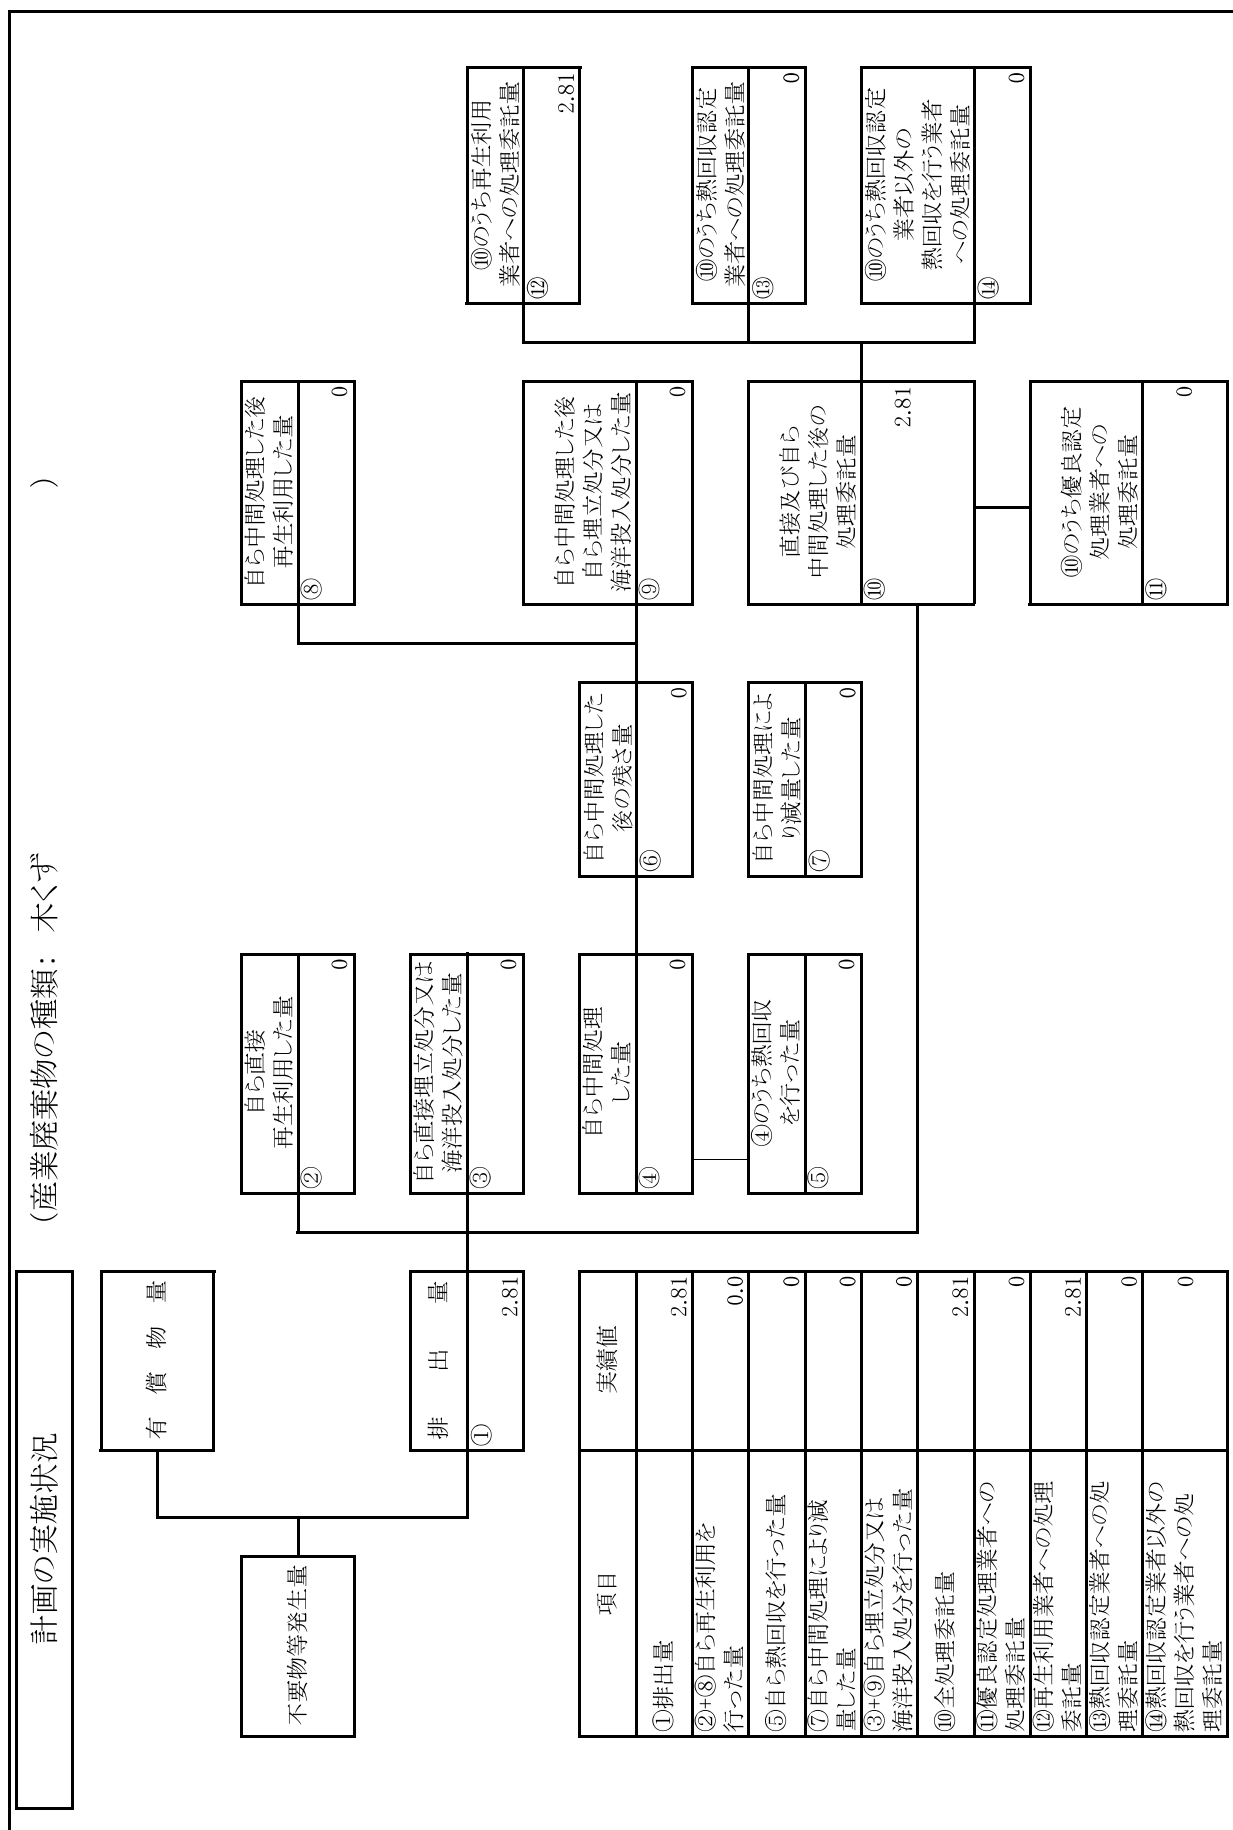 計画の実施状況
（産業廃棄物の種類： 木くず ）
不要物等発生量
有 償 物 量
排 出 量
① 2.81
自ら直接
再生利用した量
② 0
自ら直接埋立処分又は
海洋投入処分した量
③ 0
自ら中間処理
した量
④ 0
④のうち熱回収
を行った量
⑤ 0
自ら中間処理した
後の残さ量
⑥ 0
自ら中間処理によ
り減量した量
⑦ 0
自ら中間処理した後
再生利用した量
⑧ 0
自ら中間処理した後
自ら埋立処分又は
海洋投入処分した量
⑨ 0
直接及び自ら
中間処理した後の
処理委託量
⑩ 2.81
⑩のうち優良認定
処理業者への
処理委託量
⑪ 0
⑩のうち再生利用
業者への処理委託量
⑫ 2.81
⑩のうち熱回収認定
業者への処理委託量
⑬ 0
⑩のうち熱回収認定
業者以外の
熱回収を行う業者
への処理委託量
⑭ 0
項目 実績値
①排出量 2.81
②+⑧自ら再生利用を
行った量 0.0
⑤自ら熱回収を行った量 0
⑦自ら中間処理により減
量した量 0
③+⑨自ら埋立処分又は
海洋投入処分を行った量 0
⑩全処理委託量 2.81
⑪優良認定処理業者への
処理委託量 0
⑫再生利用業者への処理
委託量 2.81
⑬熱回収認定業者への処
理委託量 0
⑭熱回収認定業者以外の
熱回収を行う業者への処
理委託量 0